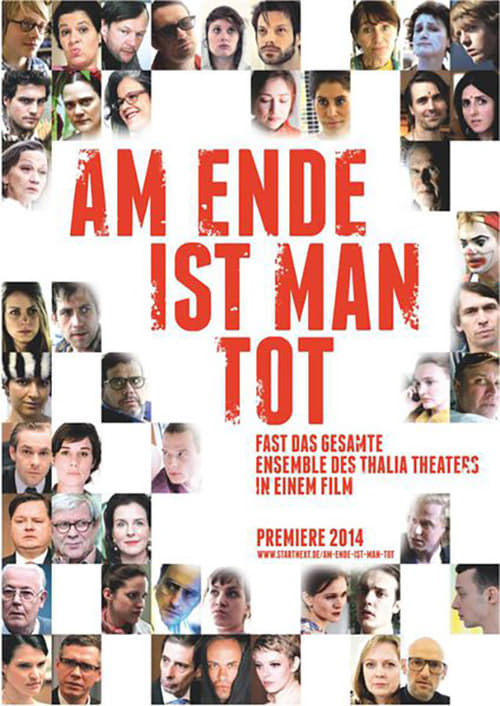 AM ENDE
IST MAN
TOT
FAST DAS GESAMTE
ENSEMBLE DES THALIA THEATERS
IN EINEM FILM
PREMIERE 2014
WWW.STARTNEXT.DE/AM-ENDE-IST-MAN-TOT